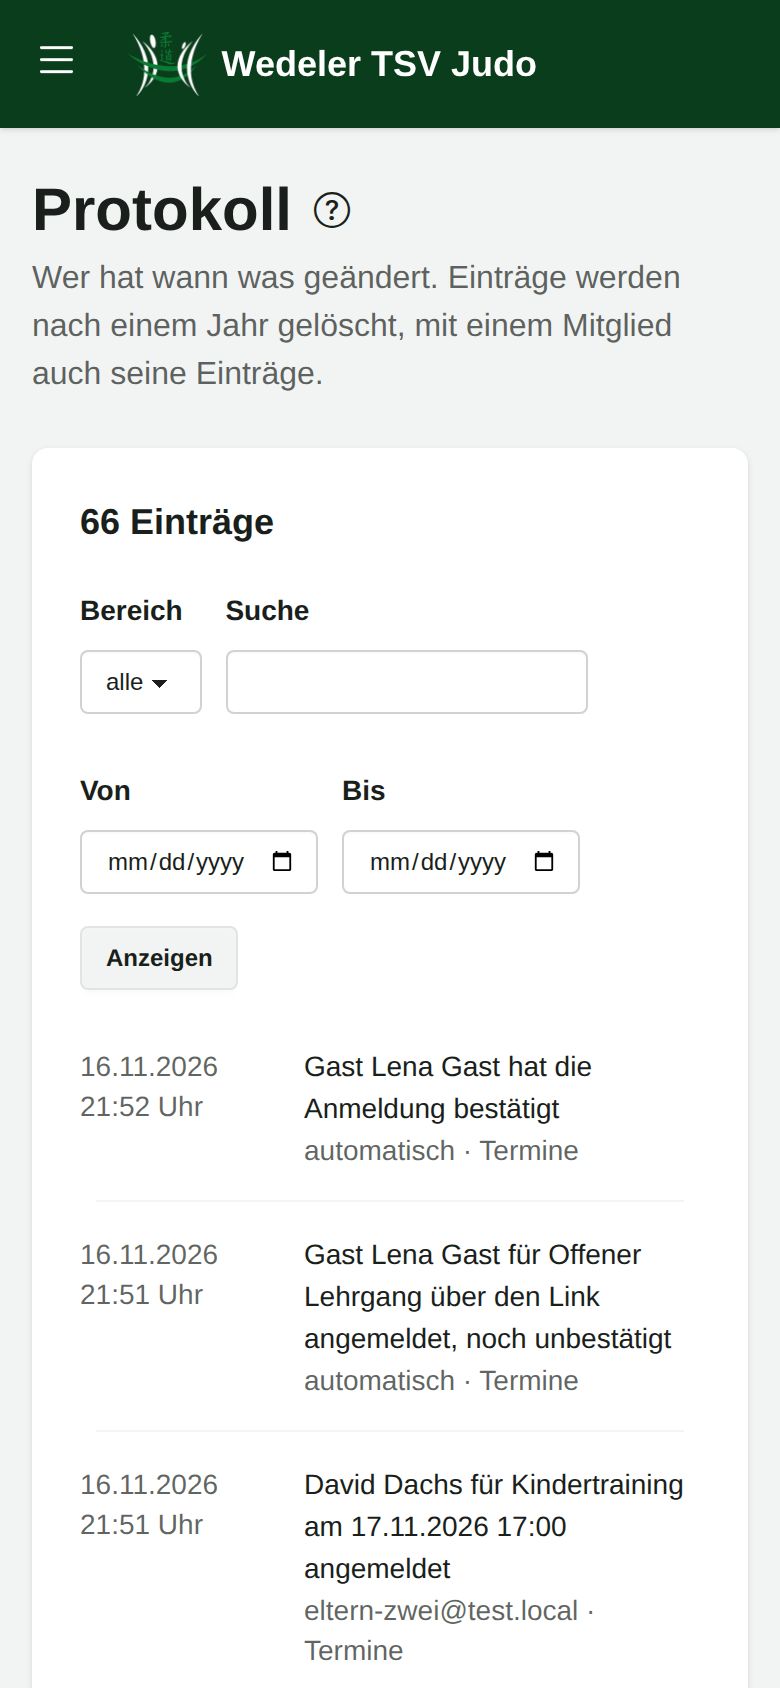 Wedeler TSV Judo
Protokoll ?
Wer hat wann was geändert. Einträge werden
nach einem Jahr gelöscht, mit einem Mitglied
auch seine Einträge.
66 Einträge
Bereich Suche
alle
Von Bis
mm/dd/yyyy mm/dd/yyyy
Anzeigen
16.11.2026
21:52 Uhr
Gast Lena Gast hat die
Anmeldung bestätigt
automatisch · Termine
16.11.2026
21:51 Uhr
Gast Lena Gast für Offener
Lehrgang über den Link
angemeldet, noch unbestätigt
automatisch · Termine
16.11.2026
21:51 Uhr
David Dachs für Kindertraining
am 17.11.2026 17:00
angemeldet
eltern-zwei@test.local ·
Termine